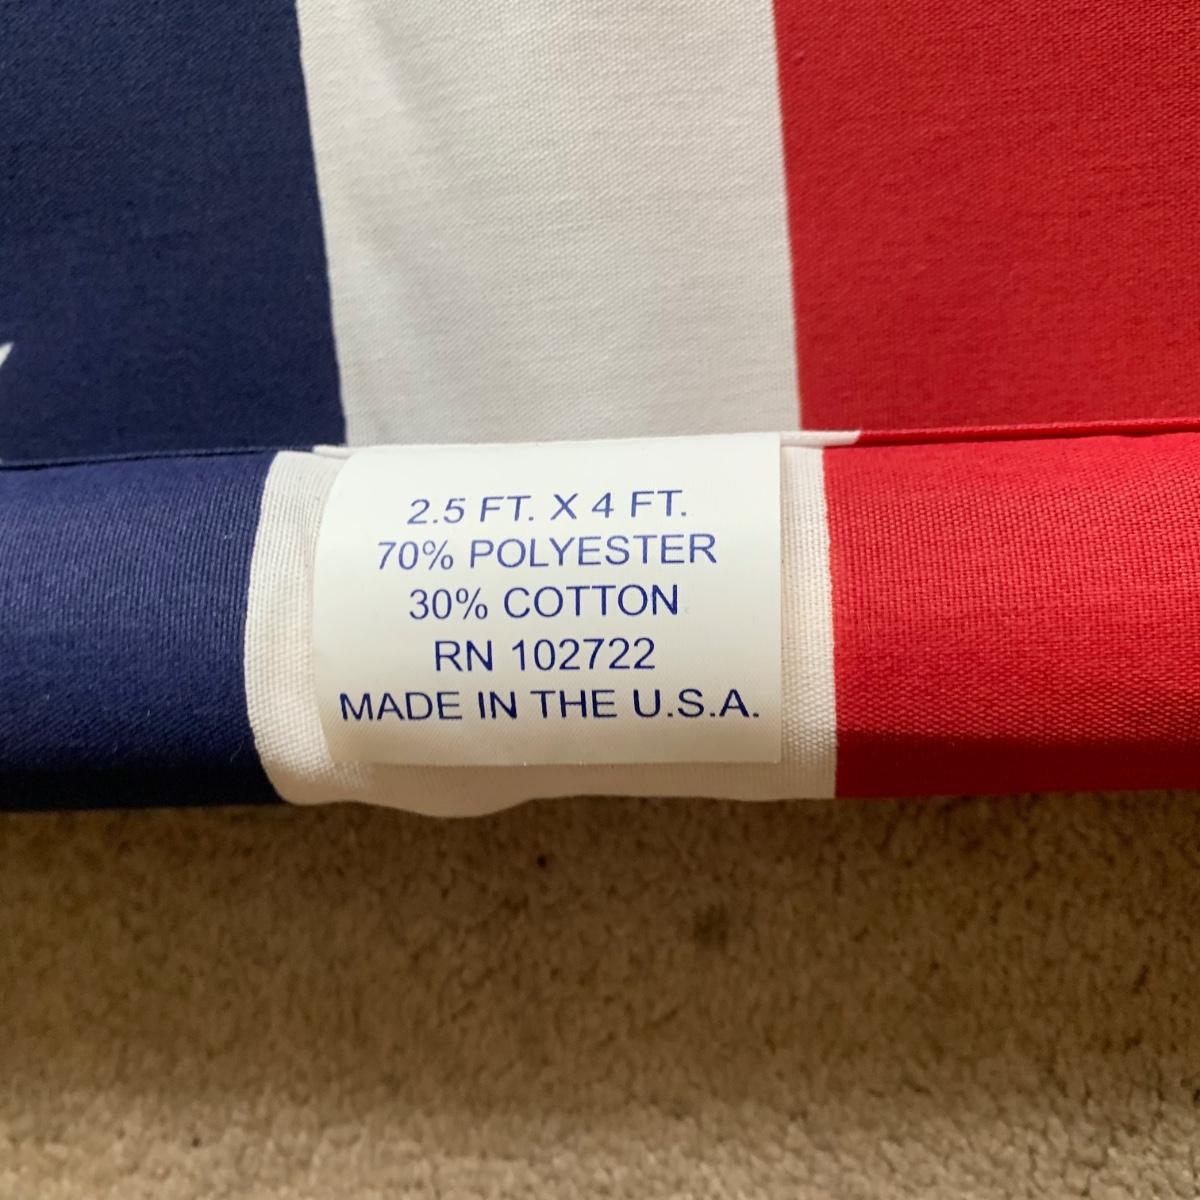 2.5 FT. X 4 FT.
70% POLYESTER
30% COTTON
RN 102722
MADE IN THE U.S.A.